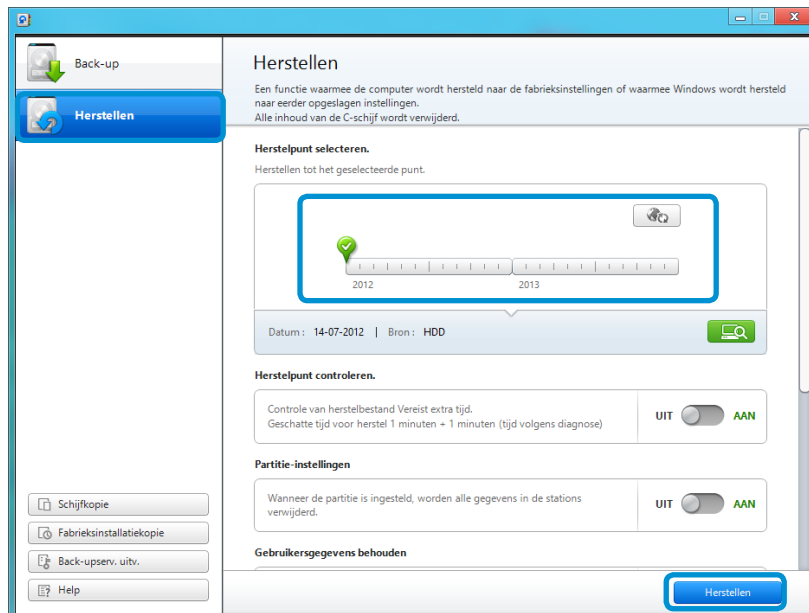 Back-up
Herstellen
Schijfkopie
Fabrieksinstallatiekopie
Back-upserv. uitv.
Help
Herstellen
Een functie waarmee de computer wordt hersteld naar de fabrieksinstellingen of waarmee Windows wordt hersteld
naar eerder opgeslagen instellingen.
Alle inhoud van de C-schijf wordt verwijderd.
Herstelpunt selecteren.
Herstellen tot het geselecteerde punt.
2012 2013
Datum : 14-07-2012 | Bron : HDD
Herstelpunt controleren.
Controle van herstelbestand Vereist extra tijd.
Geschatte tijd voor herstel 1 minuten + 1 minuten (tijd volgens diagnose)
UIT AAN
Partitie-instellingen
Wanneer de partitie is ingesteld, worden alle gegevens in de stations
verwijderd.
UIT AAN
Gebruikersgegevens behouden
Herstellen